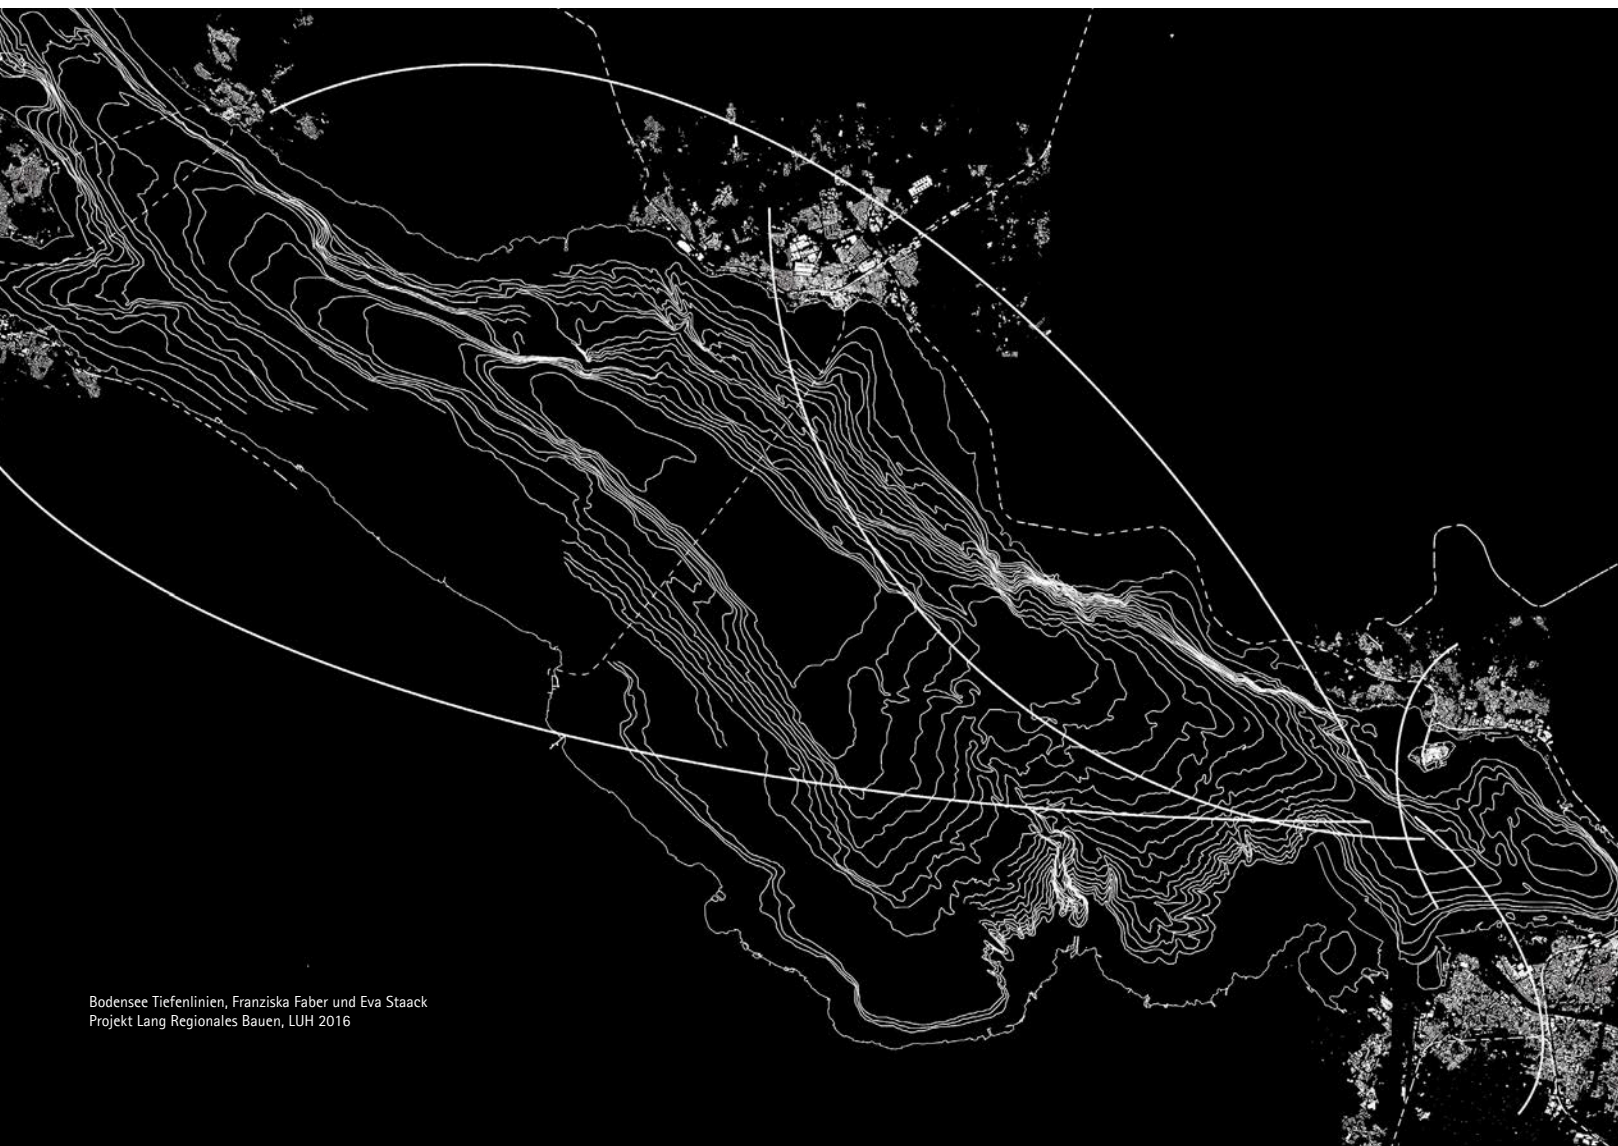 Bodensee Tiefenlinien, Franziska Faber und Eva Staack
Projekt Lang Regionales Bauen, LUH 2016